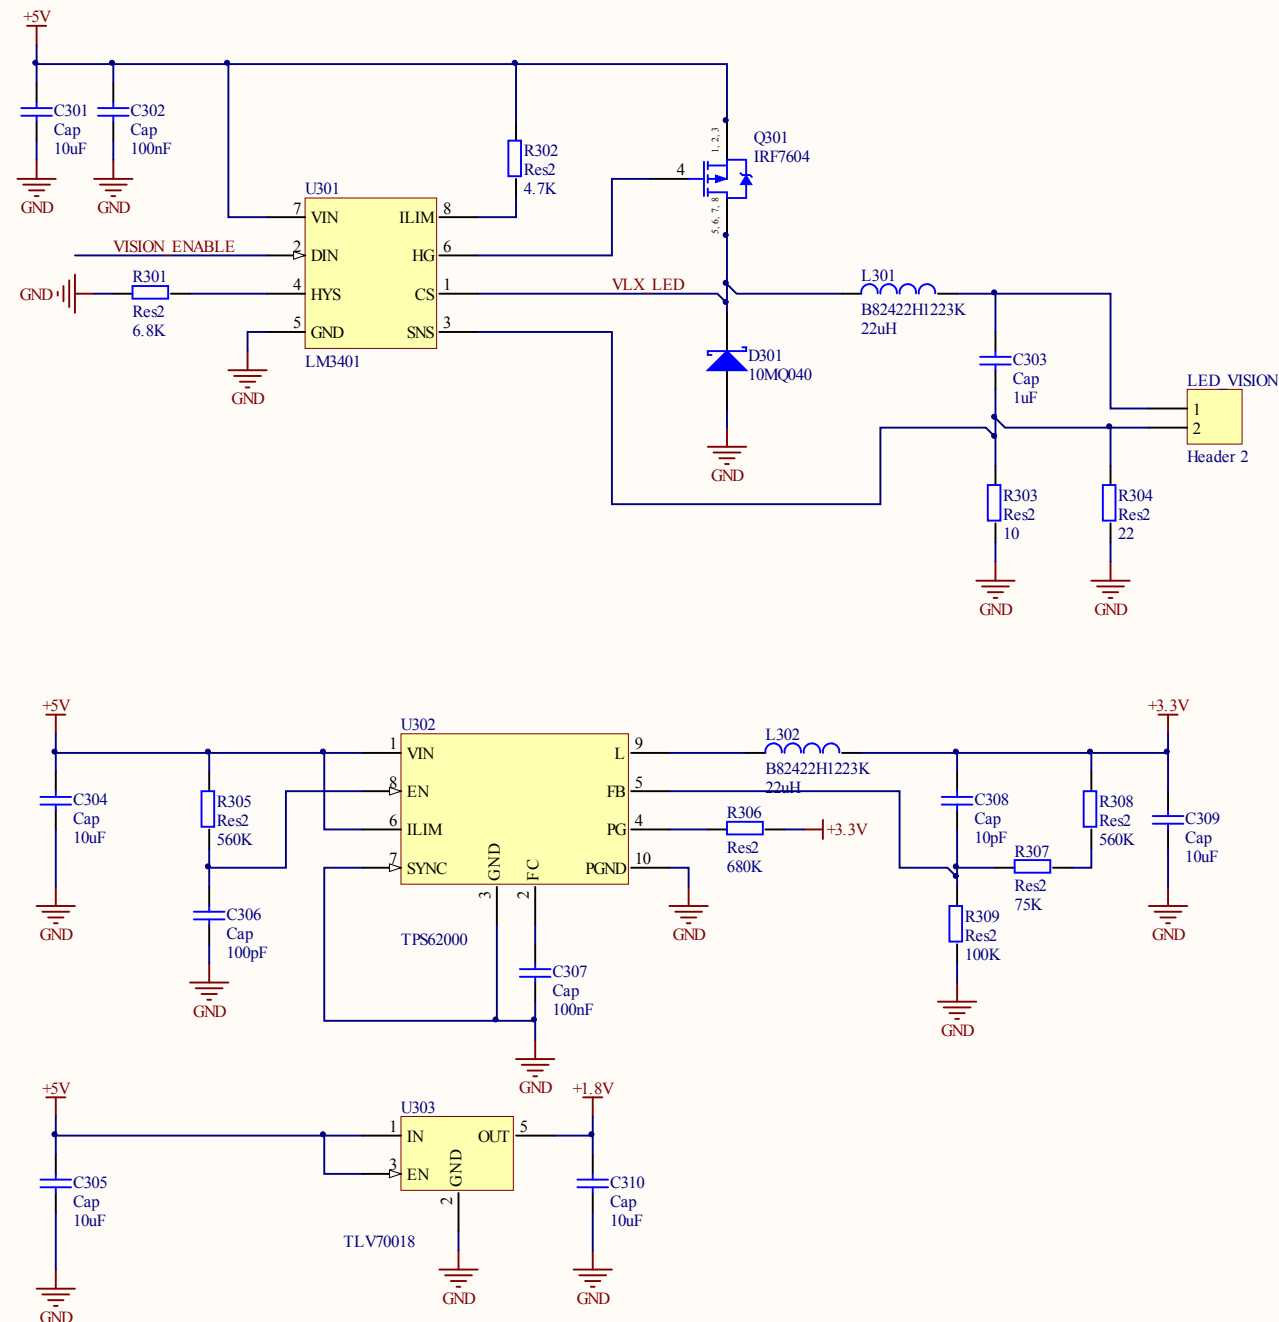 +5V
C301
Cap
10uF
GND
C302
Cap
100nF
GND
R302
Res2
4.7K
1, 2, 3
Q301
IRF7604
4
5, 6, 7, 8
U301
7
VIN
ILIM
8
VISION_ENABLE
2
DIN
HG
6
GND
R301
Res2
6.8K
4
HYS
CS
1
VLX_LED
5
GND
SNS
3
LM3401
GND
L301
B82422H1223K
22uH
D301
10MQ040
GND
C303
Cap
1uF
LED_VISION
1
2
Header 2
R303
Res2
10
GND
R304
Res2
22
GND
+5V
C304
Cap
10uF
GND
R305
Res2
560K
C306
Cap
100pF
GND
U302
1
VIN
L
9
8
EN
FB
5
6
ILIM
PG
4
7
SYNC
GND
FC
PGND
10
3
2
TPS62000
C307
Cap
100nF
GND
L302
B82422H1223K
22uH
R306
Res2
680K
+3.3V
GND
C308
Cap
10pF
R307
Res2
75K
R308
Res2
560K
R309
Res2
100K
GND
+3.3V
C309
Cap
10uF
GND
+5V
C305
Cap
10uF
GND
U303
1
IN
OUT
5
3
EN
GND
2
TLV70018
GND
+1.8V
C310
Cap
10uF
GND